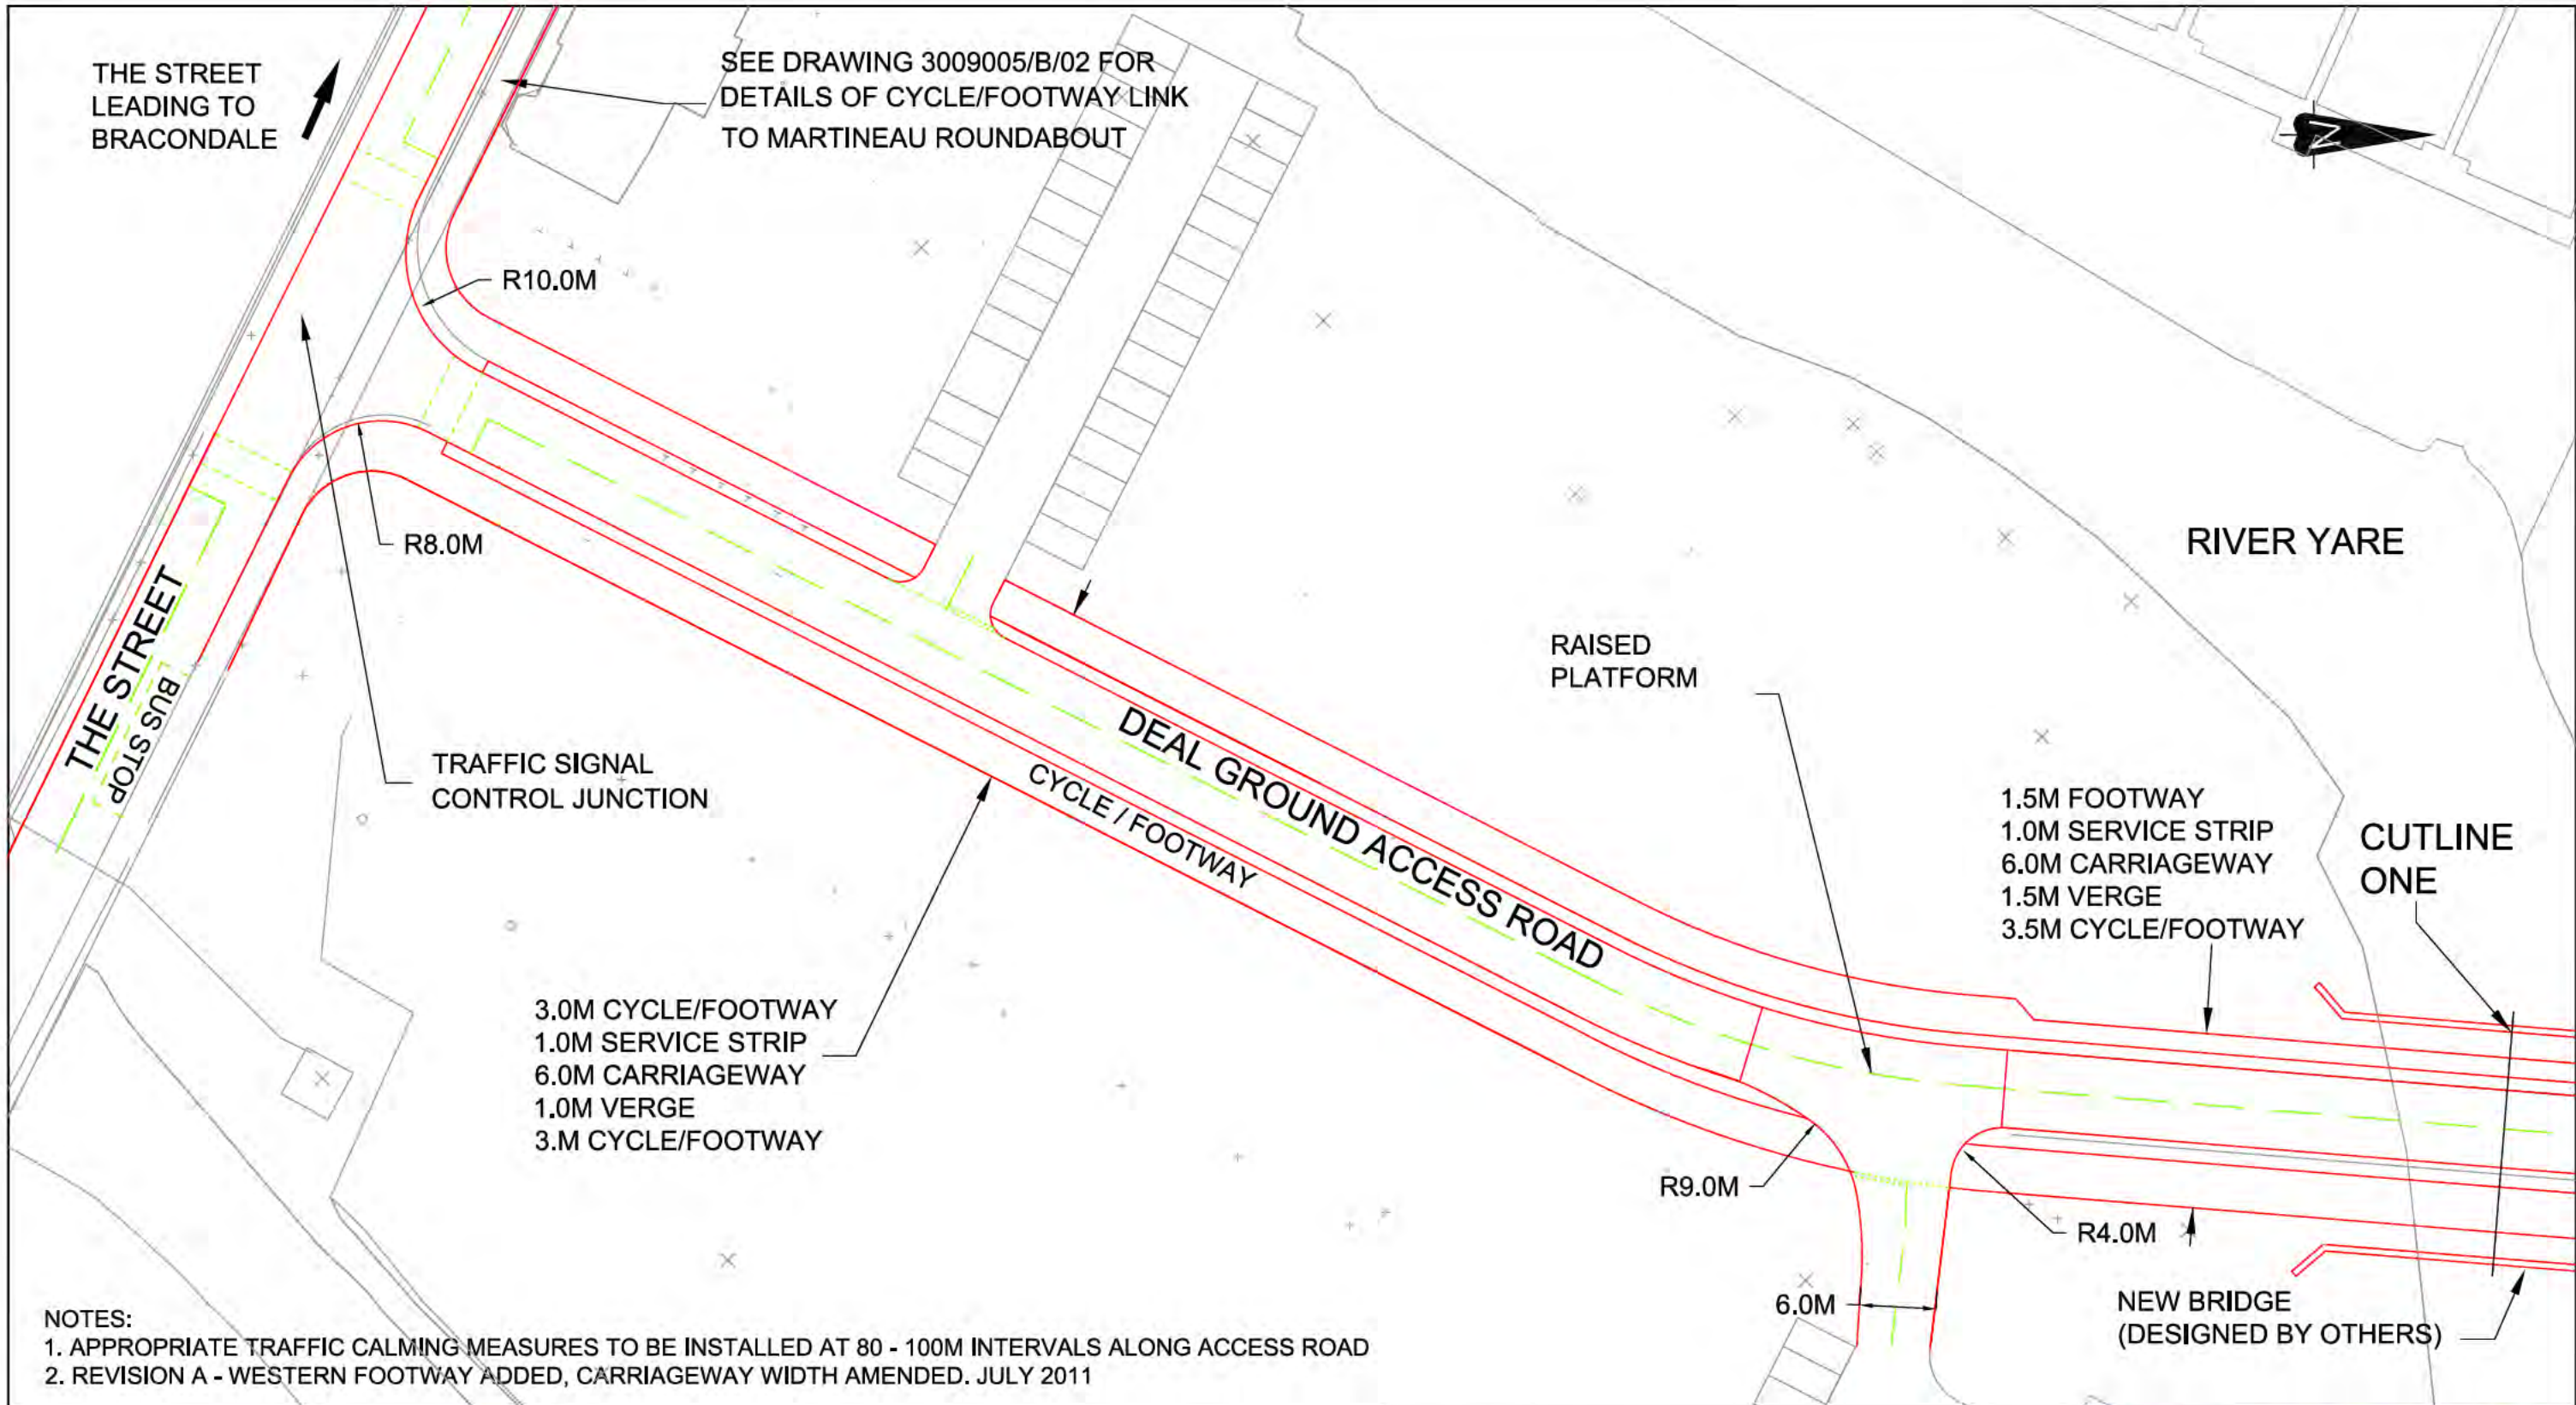 THE STREET
LEADING TO
BRACONDALE
SEE DRAWING 3009005/B/02 FOR
DETAILS OF CYCLE/FOOTWAY LINK
TO MARTINEAU ROUNDABOUT
N
R10.0M
R8.0M
RIVER YARE
THE STREET
BUS STOP
RAISED
PLATFORM
TRAFFIC SIGNAL
CONTROL JUNCTION
DEAL GROUND ACCESS ROAD
CYCLE / FOOTWAY
1.5M FOOTWAY
1.0M SERVICE STRIP
6.0M CARRIAGEWAY
1.5M VERGE
3.5M CYCLE/FOOTWAY
CUTLINE
ONE
3.0M CYCLE/FOOTWAY
1.0M SERVICE STRIP
6.0M CARRIAGEWAY
1.0M VERGE
3.M CYCLE/FOOTWAY
R9.0M
R4.0M
6.0M
NEW BRIDGE
(DESIGNED BY OTHERS)
NOTES:
1. APPROPRIATE TRAFFIC CALMING MEASURES TO BE INSTALLED AT 80 - 100M INTERVALS ALONG ACCESS ROAD
2. REVISION A - WESTERN FOOTWAY ADDED, CARRIAGEWAY WIDTH AMENDED. JULY 2011